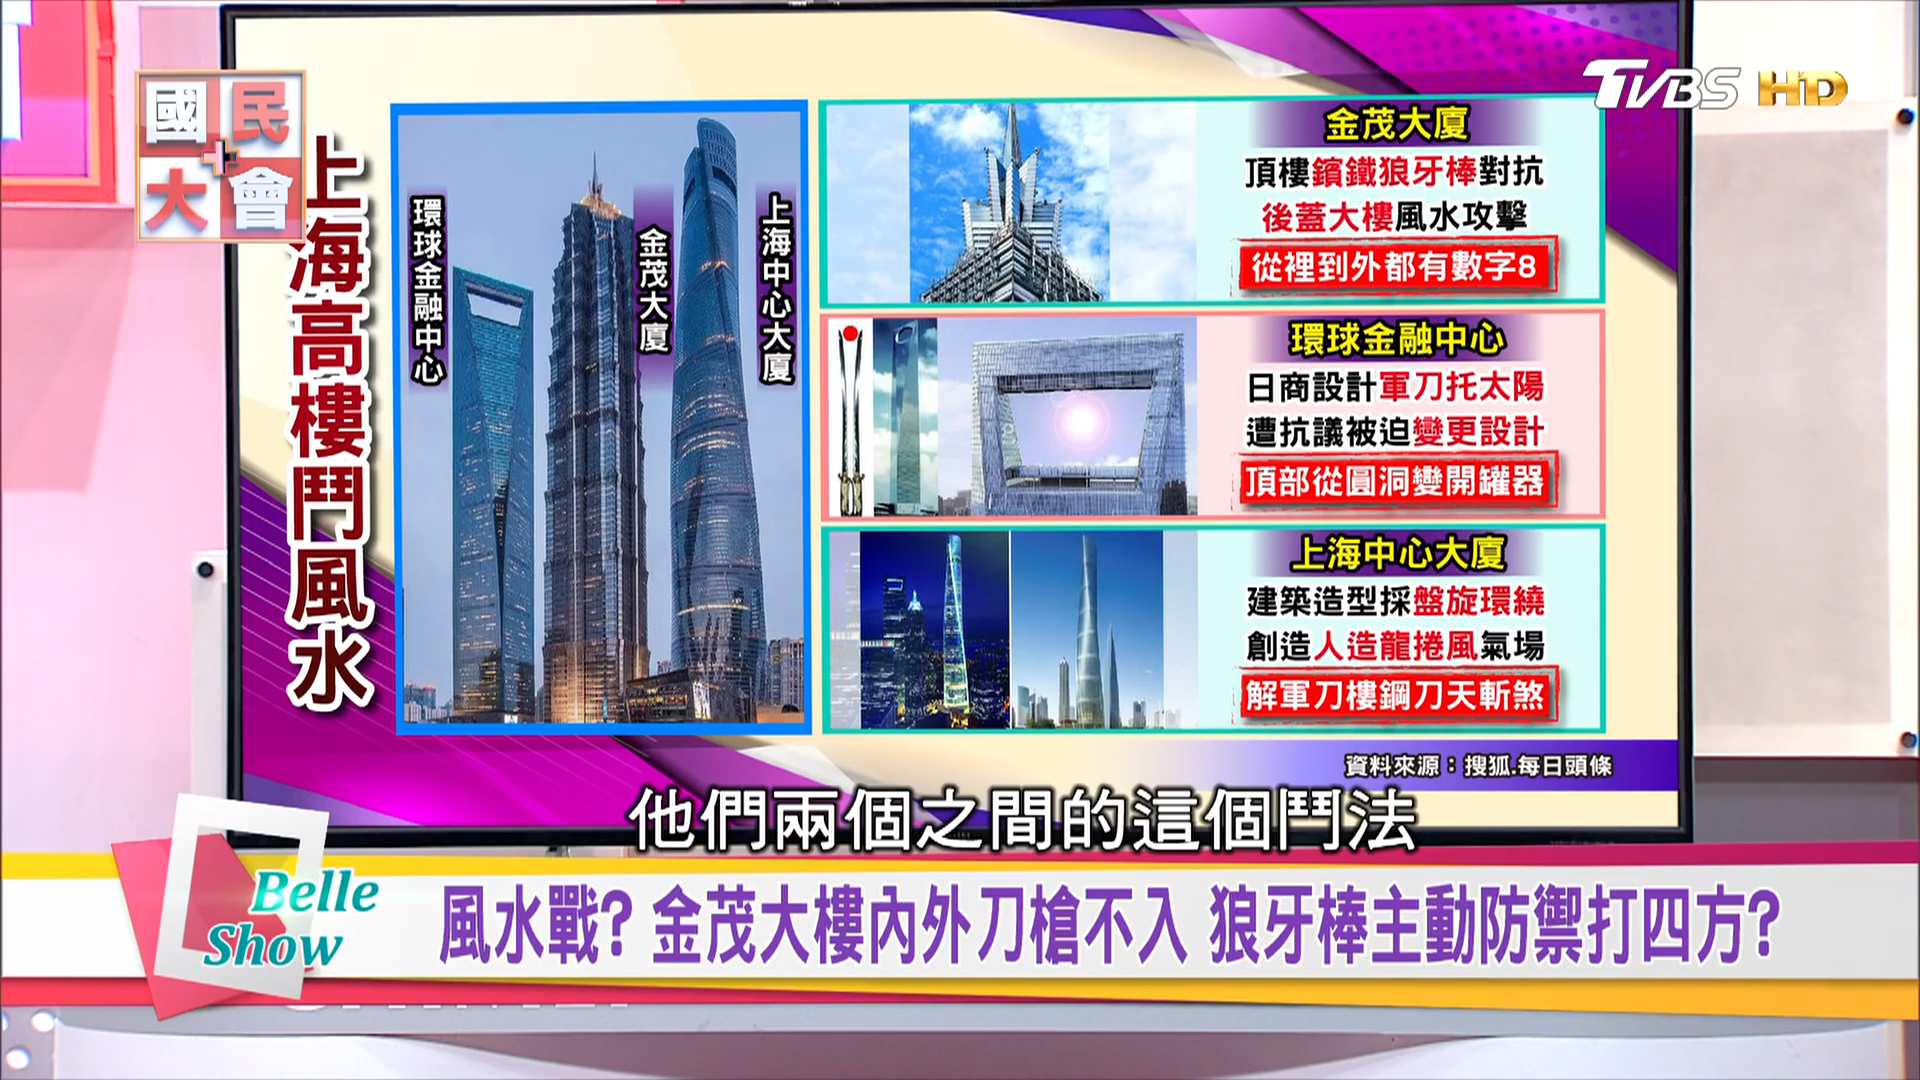 國民
大會
TVBS HD
上海高樓鬥風水
環球金融中心
金茂大廈
上海中心大廈
金茂大廈
頂樓鑌鐵狼牙棒對抗
後蓋大樓風水攻擊
從裡到外都有數字8
環球金融中心
日商設計軍刀托太陽
遭抗議被迫變更設計
頂部從圓洞變開罐器
上海中心大廈
建築造型採盤旋環繞
創造人造龍捲風氣場
解軍刀樓鋼刀天斬煞
資料來源：搜狐.每日頭條
他們兩個之間的這個鬥法
Belle
Show
風水戰? 金茂大樓內外刀槍不入 狼牙棒主動防禦打四方?